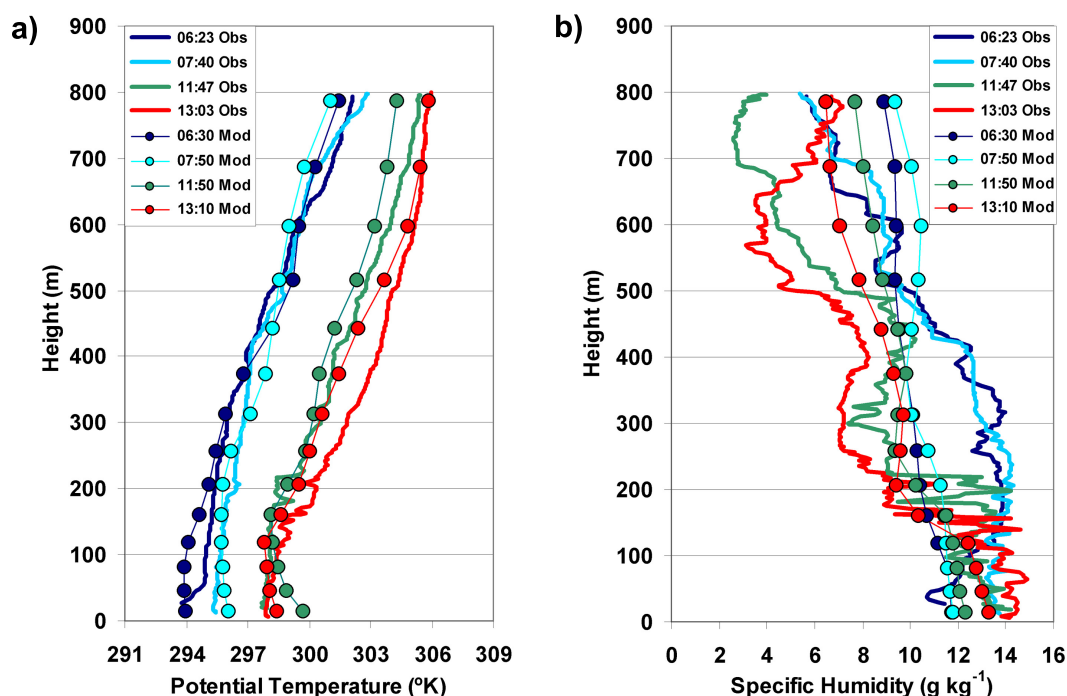 a)
900
800
700
600
500
400
300
200
100
0
Height (m)
06:23 Obs
07:40 Obs
11:47 Obs
13:03 Obs
06:30 Mod
07:50 Mod
11:50 Mod
13:10 Mod
291 294 297 300 303 306 309
Potential Temperature (ºK)
b)
900
800
700
600
500
400
300
200
100
0
Height (m)
06:23 Obs
07:40 Obs
11:47 Obs
13:03 Obs
06:30 Mod
07:50 Mod
11:50 Mod
13:10 Mod
0 2 4 6 8 10 12 14 16
Specific Humidity (g kg⁻¹)